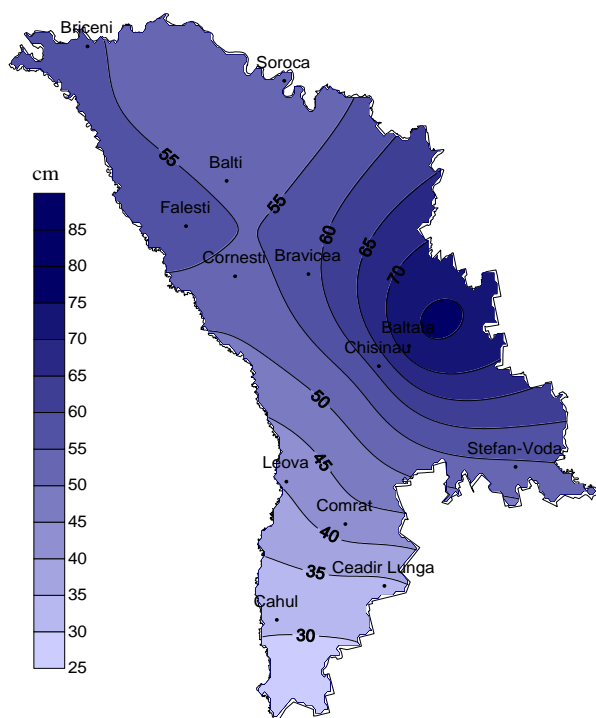 Briceni
Soroca
55
Balti
cm
Falesti
55
60
65
Cornesti
Bravicea
70
85
80
75
70
65
60
55
50
45
40
35
30
25
Baltata
Chisinau
50
Stefan-Voda
45
Leova
Comrat
40
35
Ceadir Lunga
Cahul
30